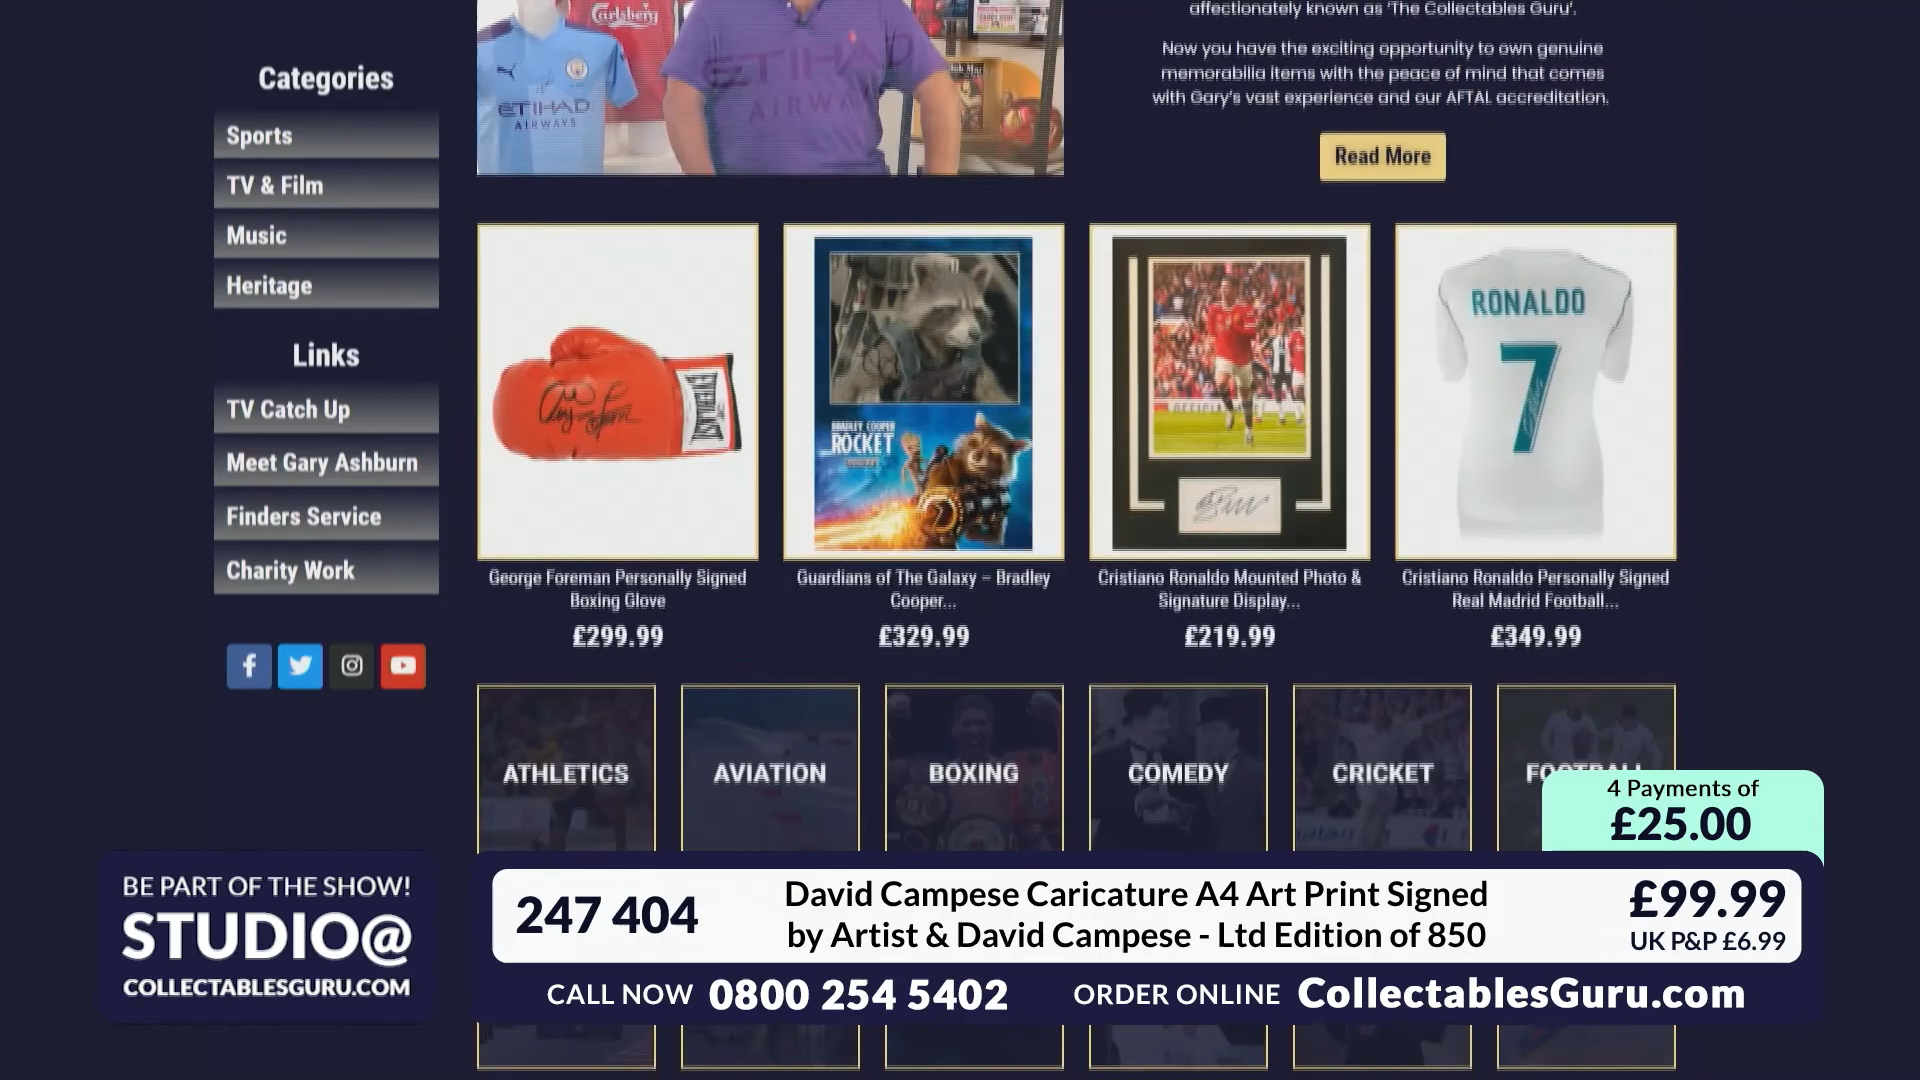 Carlsberg
ETIHAD
AIRWAYS
ETIHAD
AIRWAYS
affectionately known as 'The Collectables Guru'.
Now you have the exciting opportunity to own genuine
memorabilia items with the peace of mind that comes
with Gary's vast experience and our AFTAL accreditation.
Read More
Categories
Sports
TV & Film
Music
Heritage
Links
TV Catch Up
Meet Gary Ashburn
Finders Service
Charity Work
EVERLAST
BRADLEY COOPER
ROCKET
RONALDO
7
George Foreman Personally Signed
Boxing Glove
£299.99
Guardians of The Galaxy – Bradley
Cooper...
£329.99
Cristiano Ronaldo Mounted Photo &
Signature Display...
£219.99
Cristiano Ronaldo Personally Signed
Real Madrid Football...
£349.99
ATHLETICS
AVIATION
BOXING
COMEDY
CRICKET
FOOTBALL
4 Payments of
£25.00
BE PART OF THE SHOW!
STUDIO@
COLLECTABLESGURU.COM
247 404
David Campese Caricature A4 Art Print Signed
by Artist & David Campese - Ltd Edition of 850
£99.99
UK P&P £6.99
CALL NOW 0800 254 5402
ORDER ONLINE CollectablesGuru.com